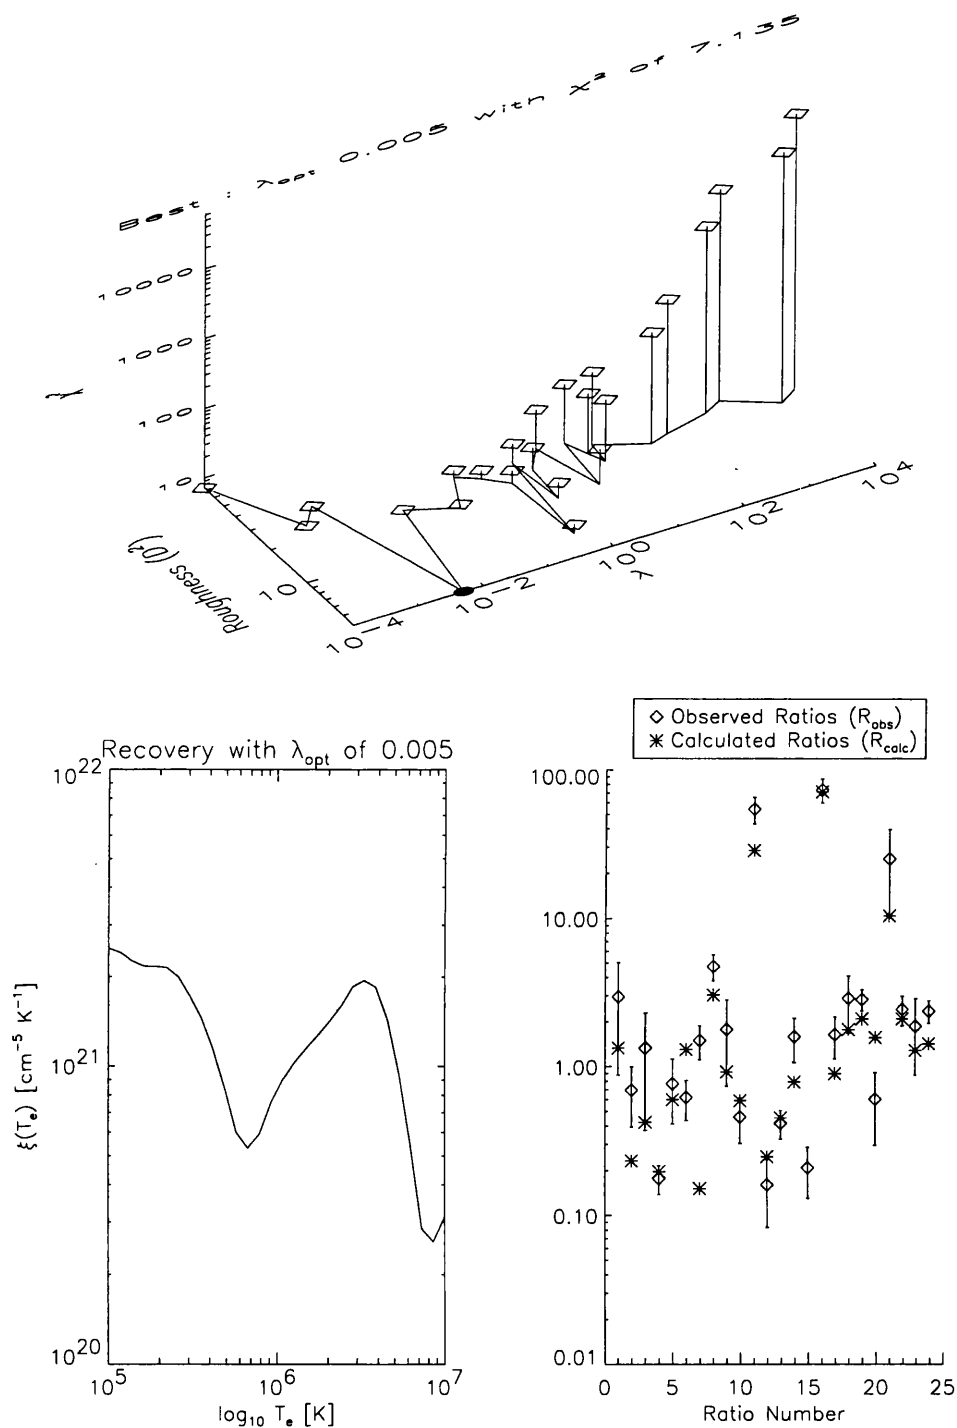 Best : λopt 0.005 with χ² of 7.135
10000
1000
100
10
χ
Roughness (D²)
10
10−4
10−2
100
102
104
λ
Recovery with λopt of 0.005
10²²
10²¹
10²⁰
ξ(Te) [cm⁻⁵ K⁻¹]
10⁵ 10⁶ 10⁷
log₁₀ Te [K]
◇ Observed Ratios (Robs)
✳ Calculated Ratios (Rcalc)
100.00
10.00
1.00
0.10
0.01
0 5 10 15 20 25
Ratio Number